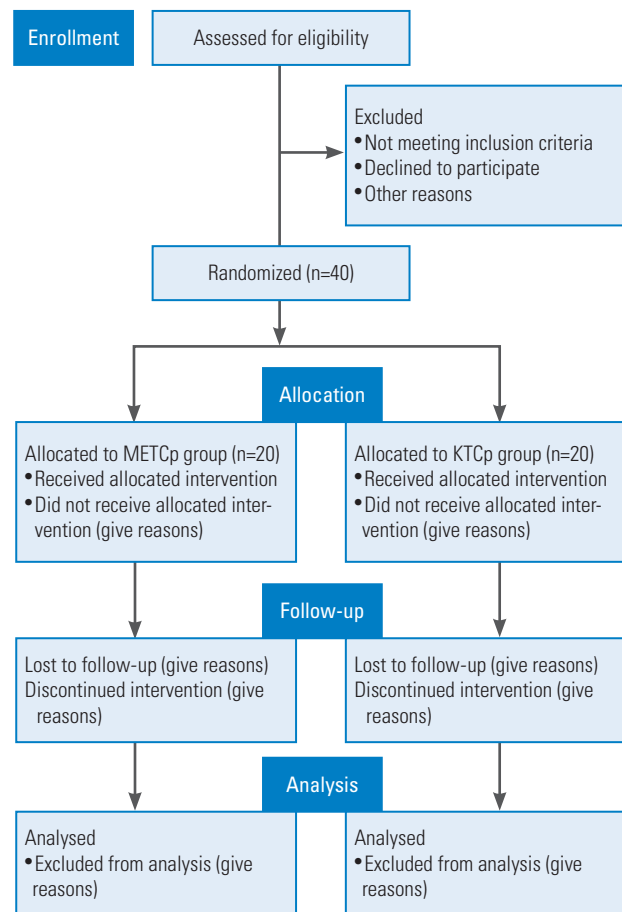 Enrollment
Assessed for eligibility
Excluded
•Not meeting inclusion criteria
•Declined to participate
•Other reasons
Randomized (n=40)
Allocation
Allocated to METCp group (n=20)
•Received allocated intervention
•Did not receive allocated inter-
vention (give reasons)
Allocated to KTCp group (n=20)
•Received allocated intervention
•Did not receive allocated inter-
vention (give reasons)
Follow-up
Lost to follow-up (give reasons)
Discontinued intervention (give
reasons)
Lost to follow-up (give reasons)
Discontinued intervention (give
reasons)
Analysis
Analysed
•Excluded from analysis (give
reasons)
Analysed
•Excluded from analysis (give
reasons)